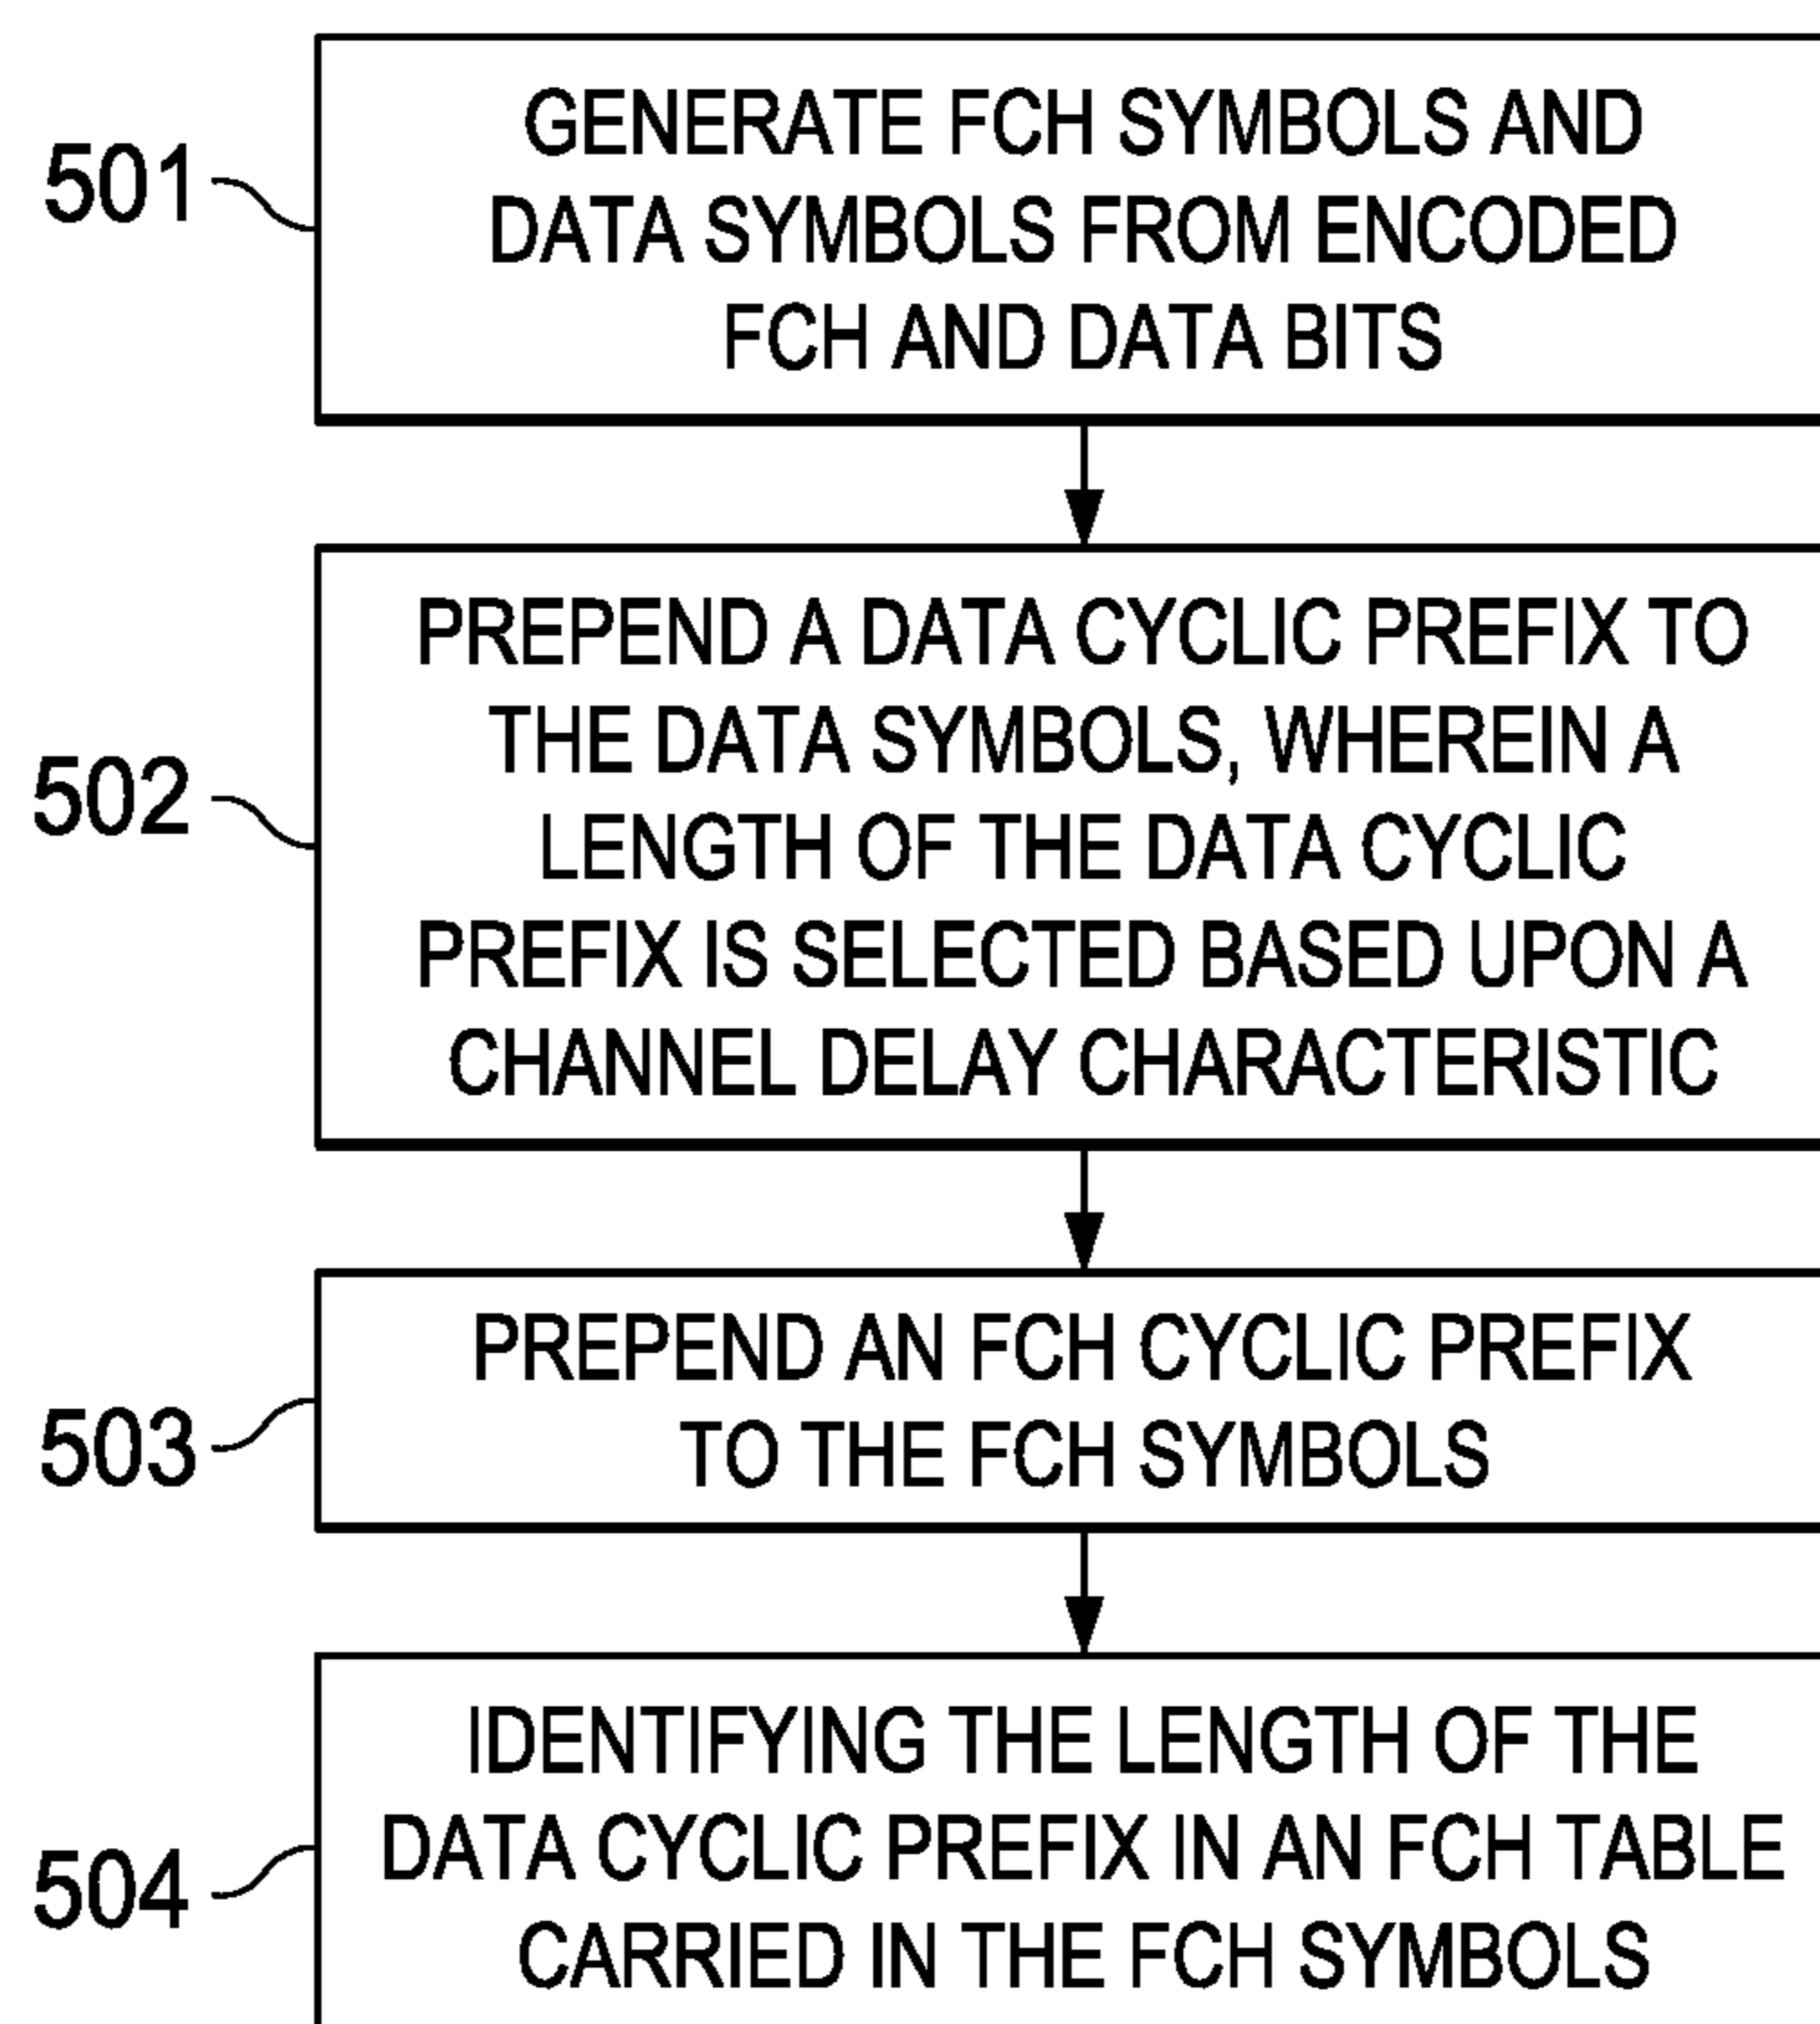 501
GENERATE FCH SYMBOLS AND
DATA SYMBOLS FROM ENCODED
FCH AND DATA BITS
502
PREPEND A DATA CYCLIC PREFIX TO
THE DATA SYMBOLS, WHEREIN A
LENGTH OF THE DATA CYCLIC
PREFIX IS SELECTED BASED UPON A
CHANNEL DELAY CHARACTERISTIC
503
PREPEND AN FCH CYCLIC PREFIX
TO THE FCH SYMBOLS
504
IDENTIFYING THE LENGTH OF THE
DATA CYCLIC PREFIX IN AN FCH TABLE
CARRIED IN THE FCH SYMBOLS